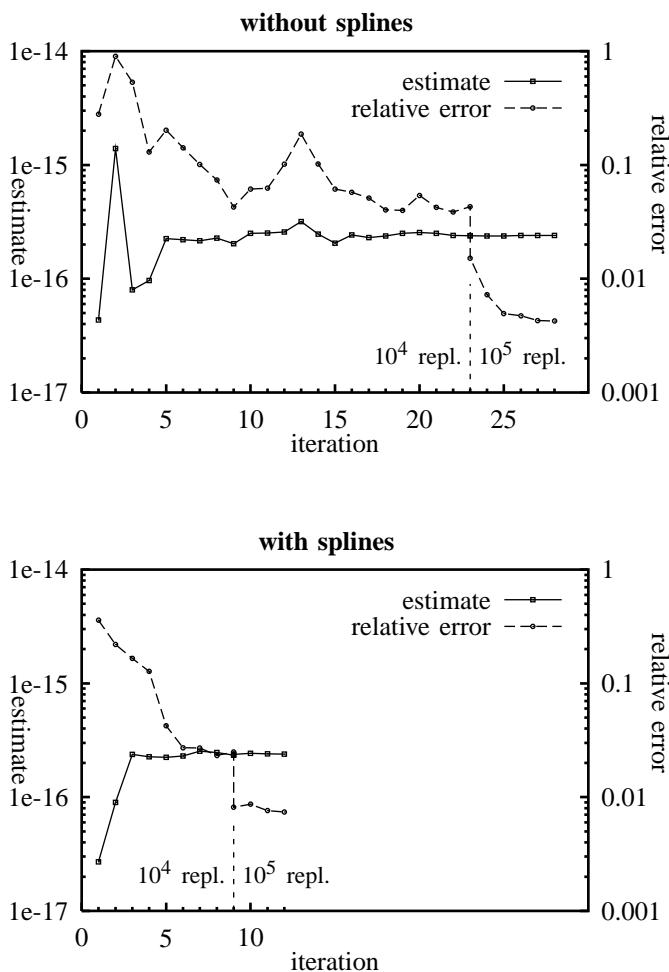 without splines
1e-14
1e-15
1e-16
1e-17
estimate
1
0.1
0.01
0.001
relative error
estimate
relative error
10^4 repl.
10^5 repl.
0 5 10 15 20 25
iteration
with splines
1e-14
1e-15
1e-16
1e-17
estimate
1
0.1
0.01
0.001
relative error
estimate
relative error
10^4 repl.
10^5 repl.
0 5 10
iteration